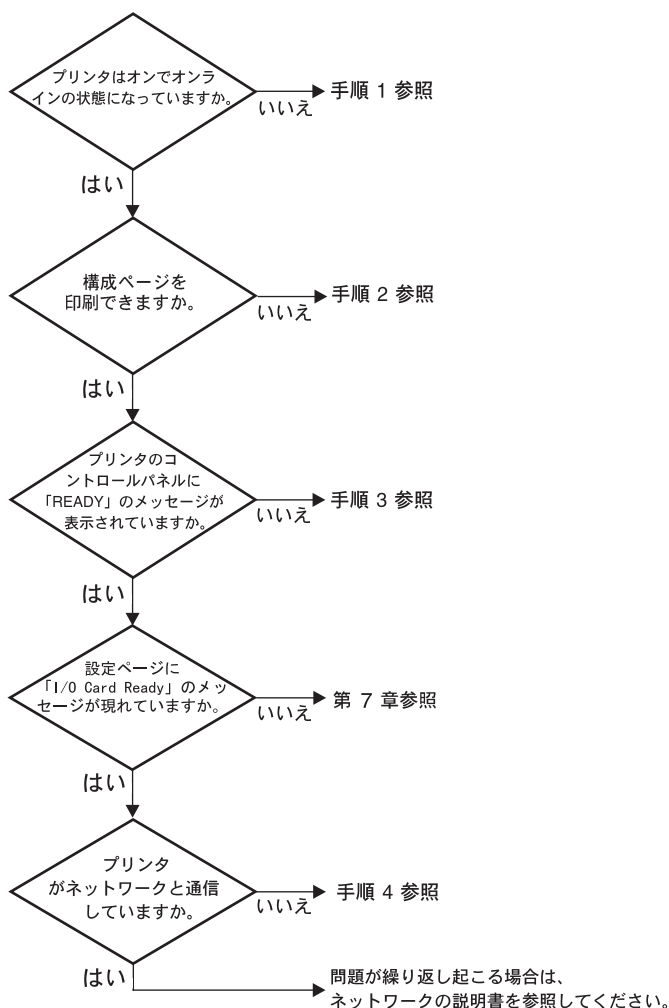 プリンタはオンでオンラ
インの状態になっていますか。
いいえ
手順 1 参照
はい
構成ページを
印刷できますか。
いいえ
手順 2 参照
はい
プリンタのコ
ントロールパネルに
「READY」のメッセージが
表示されていますか。
いいえ
手順 3 参照
はい
設定ページに
「I/O Card Ready」のメッ
セージが現れていますか。
いいえ
第 7 章参照
はい
プリンタ
がネットワークと通信
していますか。
いいえ
手順 4 参照
はい
問題が繰り返し起こる場合は、
ネットワークの説明書を参照してください。